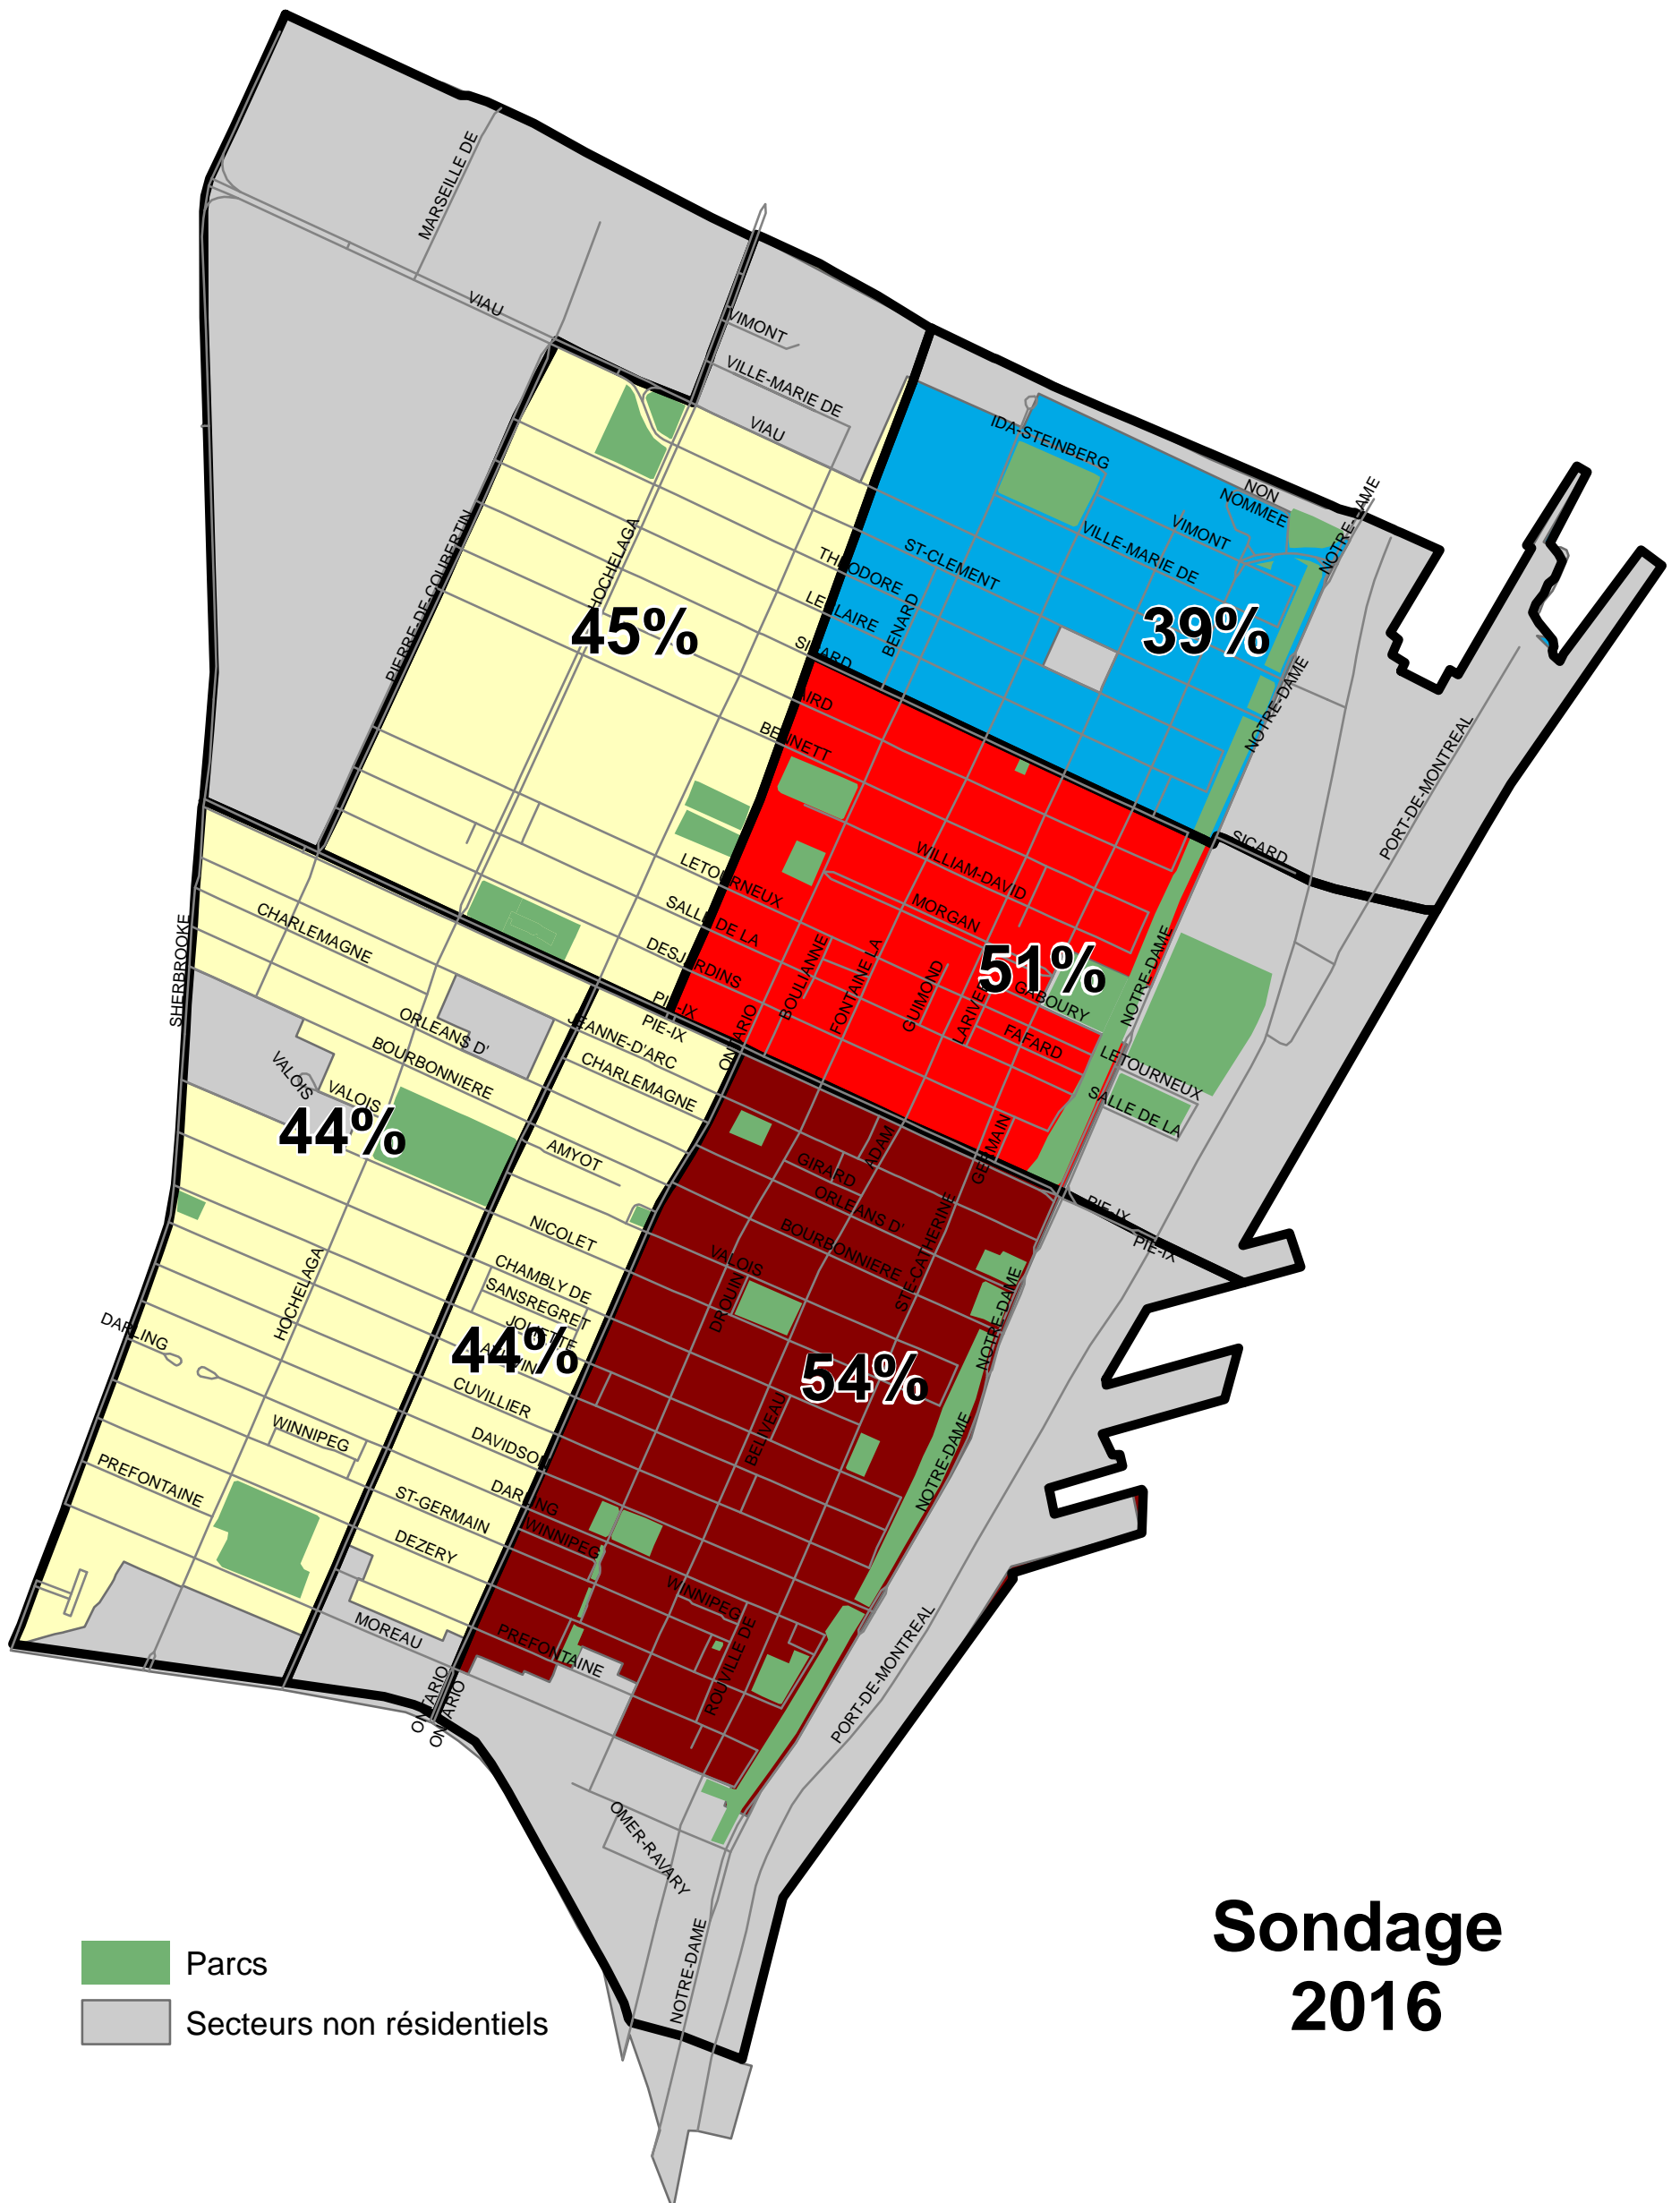 MARSEILLE DE
VIAU
VIMONT
VILLE-MARIE DE
VIAU
IDA-STEINBERG
NON
NOMMEE
NOTRE-DAME
VIMONT
VILLE-MARIE DE
ST-CLEMENT
THEODORE
LECLAIRE
SICARD
BENARD
PIERRE-DE-COUBERTIN
HOCHELAGA
45%
39%
NOTRE-DAME
PORT-DE-MONTREAL
AIRD
BENNETT
SICARD
WILLIAM-DAVID
MORGAN
LETOURNEUX
SALLE DE LA
DESJARDINS
PIE-IX
PIE-IX
BOULIANNE
FONTAINE LA
GUIMOND
LARIVEE
51%
GABOURY
FAFARD
NOTRE-DAME
LETOURNEUX
SALLE DE LA
CHARLEMAGNE
SHERBROOKE
ORLEANS D'
BOURBONNIERE
VALOIS
VALOIS
44%
JEANNE-D'ARC
CHARLEMAGNE
ONTARIO
AMYOT
ADAM
GERMAIN
GIRARD
ORLEANS D'
BOURBONNIERE
STE-CATHERINE
PIE-IX
PIE-IX
NICOLET
VALOIS
DROUIN
CHAMBLY DE
SANSREGRET
JOLIETTE
44%
54%
NOTRE-DAME
HOCHELAGA
DARLING
CUVILLIER
DAVIDSON
BELIVEAU
NOTRE-DAME
WINNIPEG
PREFONTAINE
ST-GERMAIN
DEZERY
DARLING
WINNIPEG
WINNIPEG
MOREAU
PREFONTAINE
ROUVILLE DE
ONTARIO
ONTARIO
PORT-DE-MONTREAL
OMER-RAVARY
NOTRE-DAME
Sondage
2016
Parcs
Secteurs non résidentiels